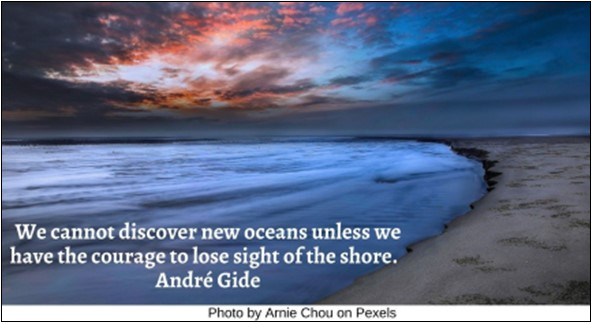 We cannot discover new oceans unless we
have the courage to lose sight of the shore.
André Gide
Photo by Arnie Chou on Pexels